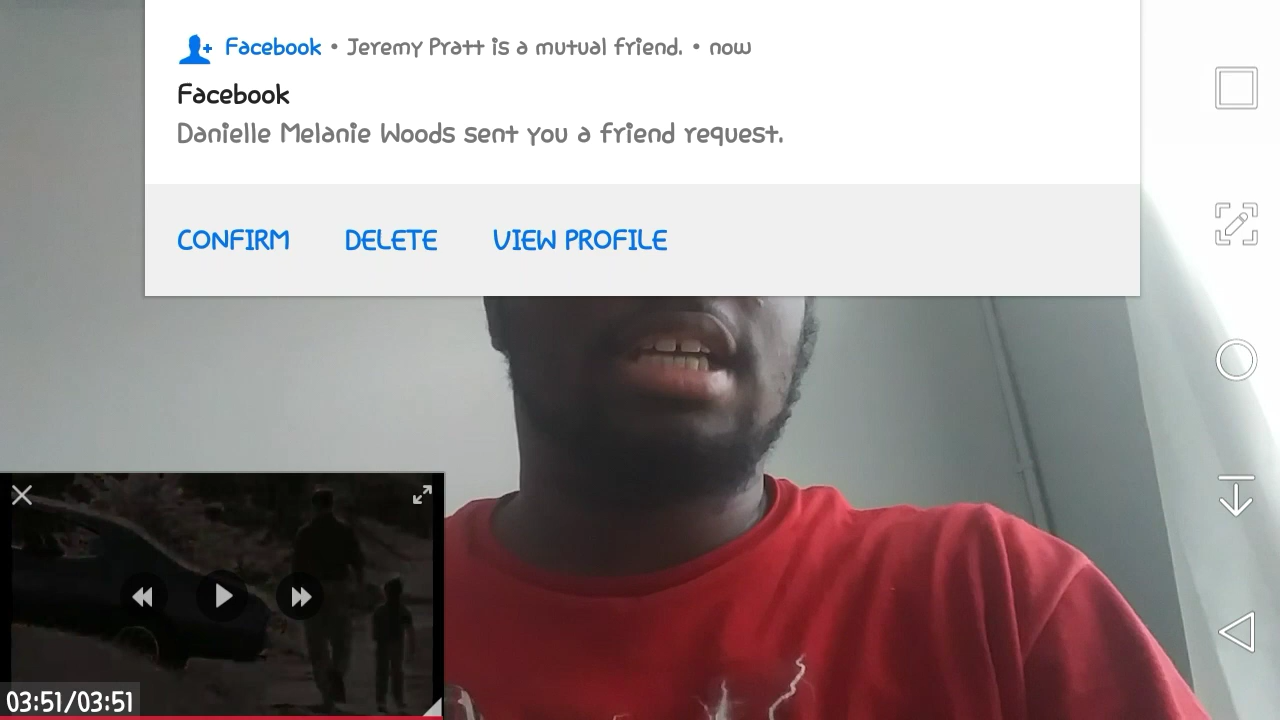 Facebook • Jeremy Pratt is a mutual friend. • now
Facebook
Danielle Melanie Woods sent you a friend request.
CONFIRM DELETE VIEW PROFILE
03:51/03:51